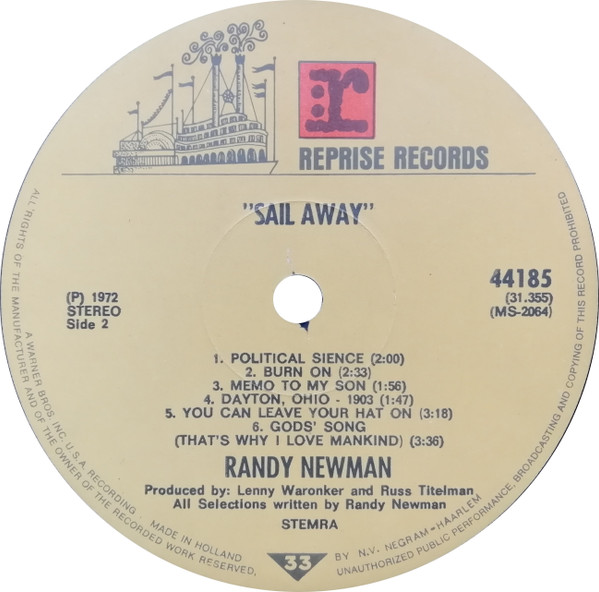 r
REPRISE RECORDS
"SAIL AWAY"
44185
(31.355)
(MS-2064)
(P) 1972
STEREO
Side 2
1. POLITICAL SIENCE (2:00)
2. BURN ON (2:33)
3. MEMO TO MY SON (1:56)
4. DAYTON, OHIO - 1903 (1:47)
5. YOU CAN LEAVE YOUR HAT ON (3:18)
6. GODS' SONG
(THAT'S WHY I LOVE MANKIND) (3:36)
RANDY NEWMAN
Produced by: Lenny Waronker and Russ Titelman
All Selections written by Randy Newman
STEMRA
33
ALL RIGHTS OF THE MANUFACTURER AND OF THE OWNER OF THE RECORDED WORK RESERVED.
UNAUTHORIZED PUBLIC PERFORMANCE, BROADCASTING AND COPYING OF THIS RECORD PROHIBITED
A WARNER BROS. INC. U.S.A. RECORDING
MADE IN HOLLAND
BY N.V. NEGRAM-HAARLEM